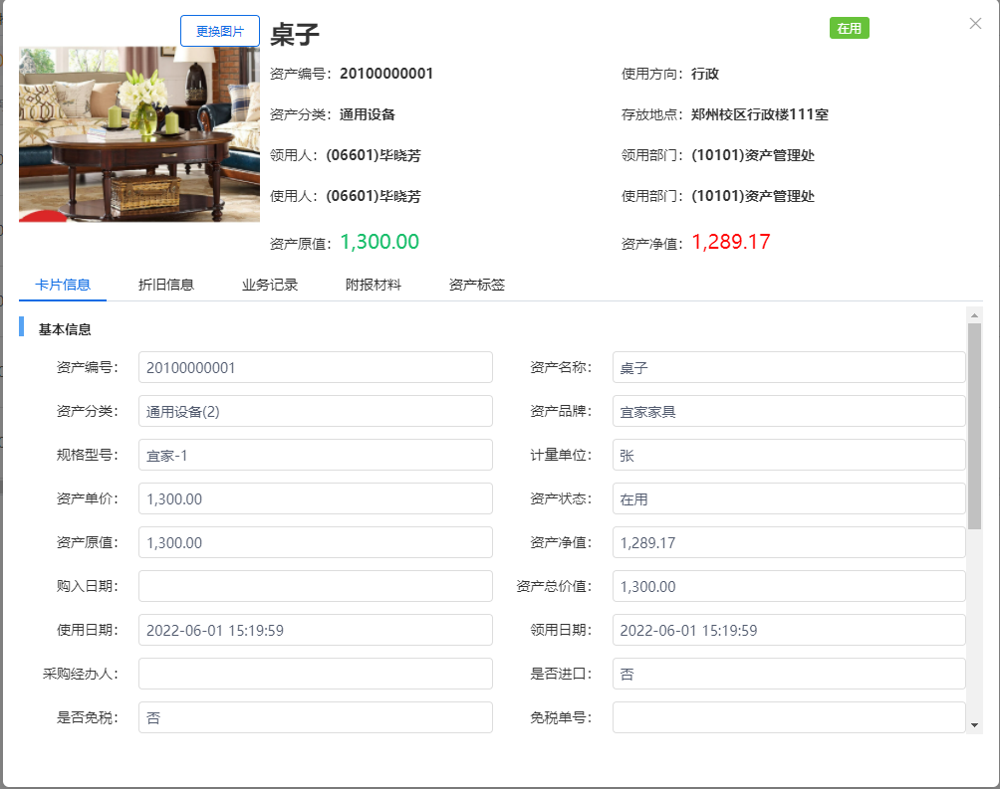 更换图片
桌子
在用
资产编号：20100000001
使用方向：行政
资产分类：通用设备
存放地点：郑州校区行政楼111室
领用人：(06601)毕晓芳
领用部门：(10101)资产管理处
使用人：(06601)毕晓芳
使用部门：(10101)资产管理处
资产原值：1,300.00
资产净值：1,289.17
卡片信息 折旧信息 业务记录 附报材料 资产标签
基本信息
资产编号： 20100000001
资产名称： 桌子
资产分类： 通用设备(2)
资产品牌： 宜家家具
规格型号： 宜家-1
计量单位： 张
资产单价： 1,300.00
资产状态： 在用
资产原值： 1,300.00
资产净值： 1,289.17
购入日期：
资产总价值： 1,300.00
使用日期： 2022-06-01 15:19:59
领用日期： 2022-06-01 15:19:59
采购经办人：
是否进口： 否
是否免税： 否
免税单号：